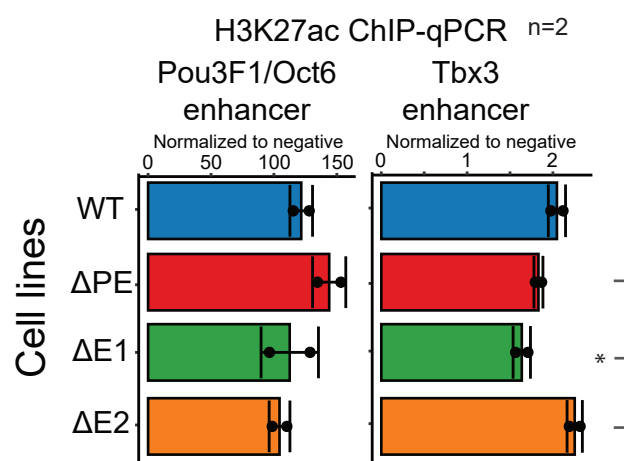 H3K27ac ChIP-qPCR n=2
Pou3F1/Oct6 Tbx3
enhancer enhancer
Normalized to negative Normalized to negative
0 50 100 150 0 1 2
Cell lines
WT
ΔPE
ΔE1 *
ΔE2